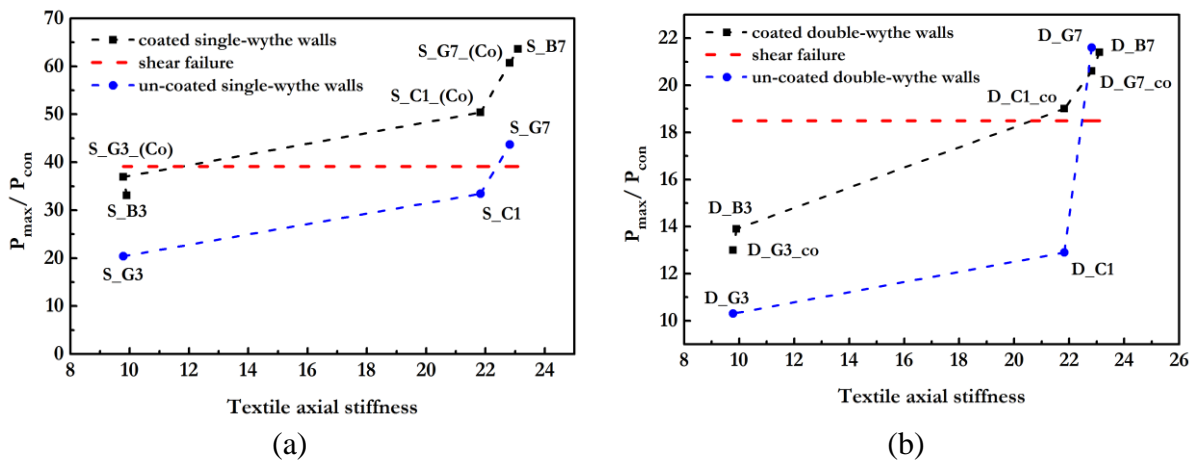 (a)
70
60
50
40
30
20
10
0
P_max/ P_con
coated single-wythe walls
shear failure
un-coated single-wythe walls
S_G7_(Co)
S_B7
S_C1_(Co)
S_G7
S_G3_(Co)
S_B3
S_C1
S_G3
8 10 12 14 16 18 20 22 24
Textile axial stiffness
(a)
(b)
22
20
18
16
14
12
10
P_max/ P_con
coated double-wythe walls
shear failure
un-coated double-wythe walls
D_G7
D_B7
D_G7_co
D_C1_co
D_B3
D_G3_co
D_G3
D_C1
8 10 12 14 16 18 20 22 24 26
Textile axial stiffness
(b)